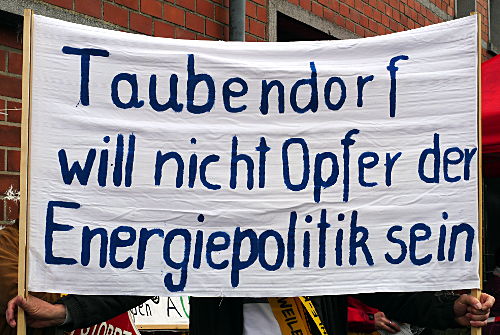 Taubendorf
will nicht Opfer der
Energiepolitik sein